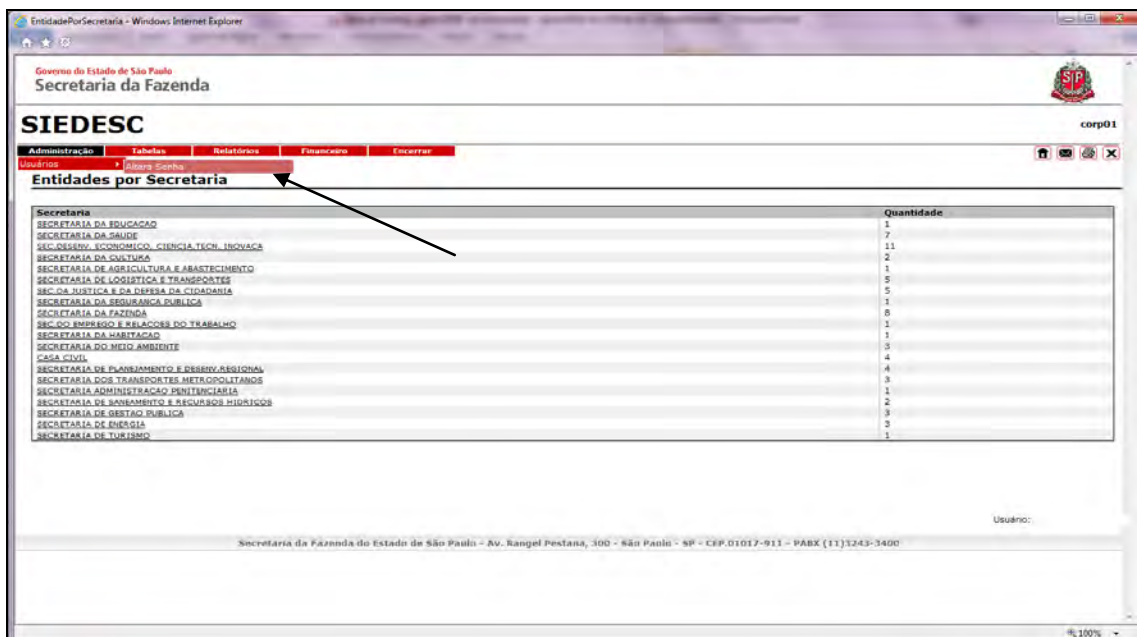 EntidadePorSecretaria - Windows Internet Explorer
Governo do Estado de São Paulo
Secretaria da Fazenda
SIEDESC
corp01
Administração Tabelas Relatórios Financeiro Encerrar
Usuários Altera Senha
Entidades por Secretaria
Secretaria Quantidade
SECRETARIA DA EDUCACAO 1
SECRETARIA DA SAUDE 7
SEC.DESENV. ECONOMICO, CIENCIA,TECN. INOVACA 11
SECRETARIA DA CULTURA 2
SECRETARIA DE AGRICULTURA E ABASTECIMENTO 1
SECRETARIA DE LOGISTICA E TRANSPORTES 5
SEC.DA JUSTICA E DA DEFESA DA CIDADANIA 5
SECRETARIA DA SEGURANCA PUBLICA 1
SECRETARIA DA FAZENDA 8
SEC.DO EMPREGO E RELACOES DO TRABALHO 1
SECRETARIA DA HABITACAO 1
SECRETARIA DO MEIO AMBIENTE 3
CASA CIVIL 4
SECRETARIA DE PLANEJAMENTO E DESENV.REGIONAL 4
SECRETARIA DOS TRANSPORTES METROPOLITANOS 3
SECRETARIA ADMINISTRACAO PENITENCIARIA 1
SECRETARIA DE SANEAMENTO E RECURSOS HIDRICOS 2
SECRETARIA DE GESTAO PUBLICA 3
SECRETARIA DE ENERGIA 3
SECRETARIA DE TURISMO 1
Usuário:
Secretaria da Fazenda do Estado de São Paulo - Av. Rangel Pestana, 300 - São Paulo - SP - CEP.01017-911 - PABX (11)3243-3400
100%